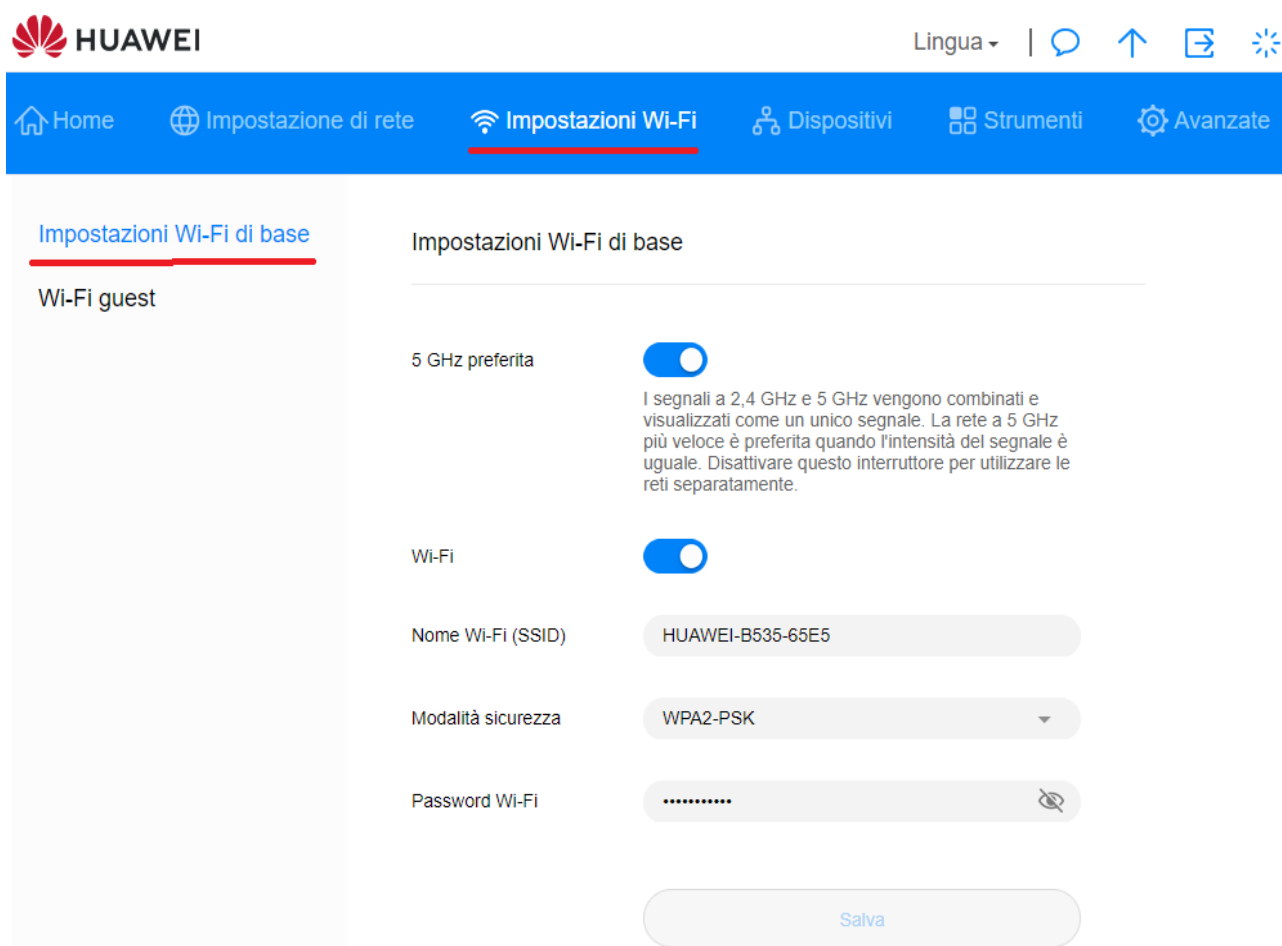 HUAWEI
Lingua
Home
Impostazione di rete
Impostazioni Wi-Fi
Dispositivi
Strumenti
Avanzate
Impostazioni Wi-Fi di base
Wi-Fi guest
Impostazioni Wi-Fi di base
5 GHz preferita
I segnali a 2,4 GHz e 5 GHz vengono combinati e
visualizzati come un unico segnale. La rete a 5 GHz
più veloce è preferita quando l'intensità del segnale è
uguale. Disattivare questo interruttore per utilizzare le
reti separatamente.
Wi-Fi
Nome Wi-Fi (SSID)
HUAWEI-B535-65E5
Modalità sicurezza
WPA2-PSK
Password Wi-Fi
•••••••••••
Salva